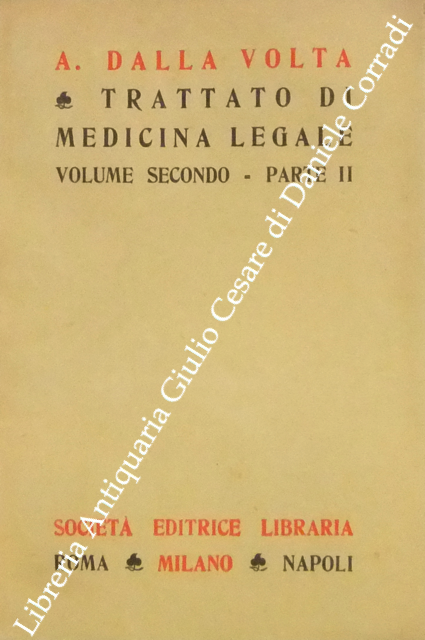 A. DALLA VOLTA
TRATTATO DI
MEDICINA LEGALE
VOLUME SECONDO - PARTE II
SOCIETÀ EDITRICE LIBRARIA
ROMA MILANO NAPOLI
Libreria Antiquaria Giulio Cesare di Daniele Corradi